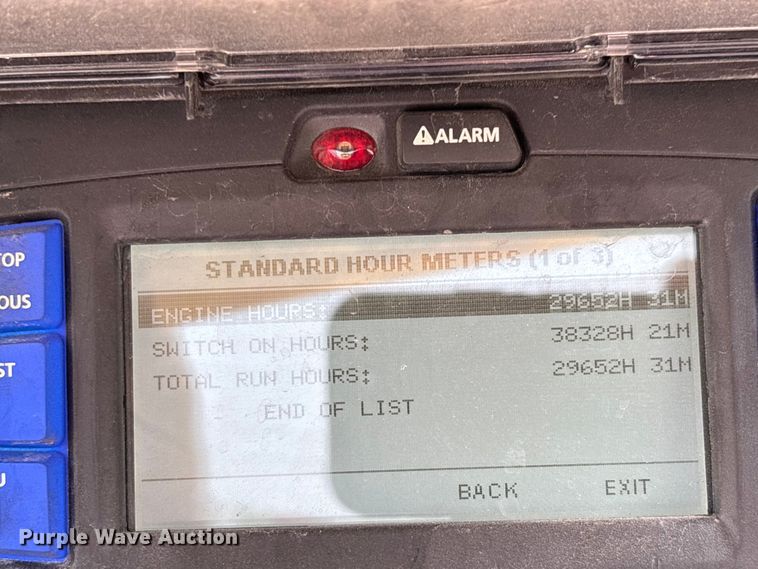 ⚠ALARM
TOP
OUS
STANDARD HOUR METERS (1 of 3)
ENGINE HOURS: 29652H 31M
ST
SWITCH ON HOURS: 38328H 21M
TOTAL RUN HOURS: 29652H 31M
END OF LIST
U
BACK EXIT
Purple Wave Auction